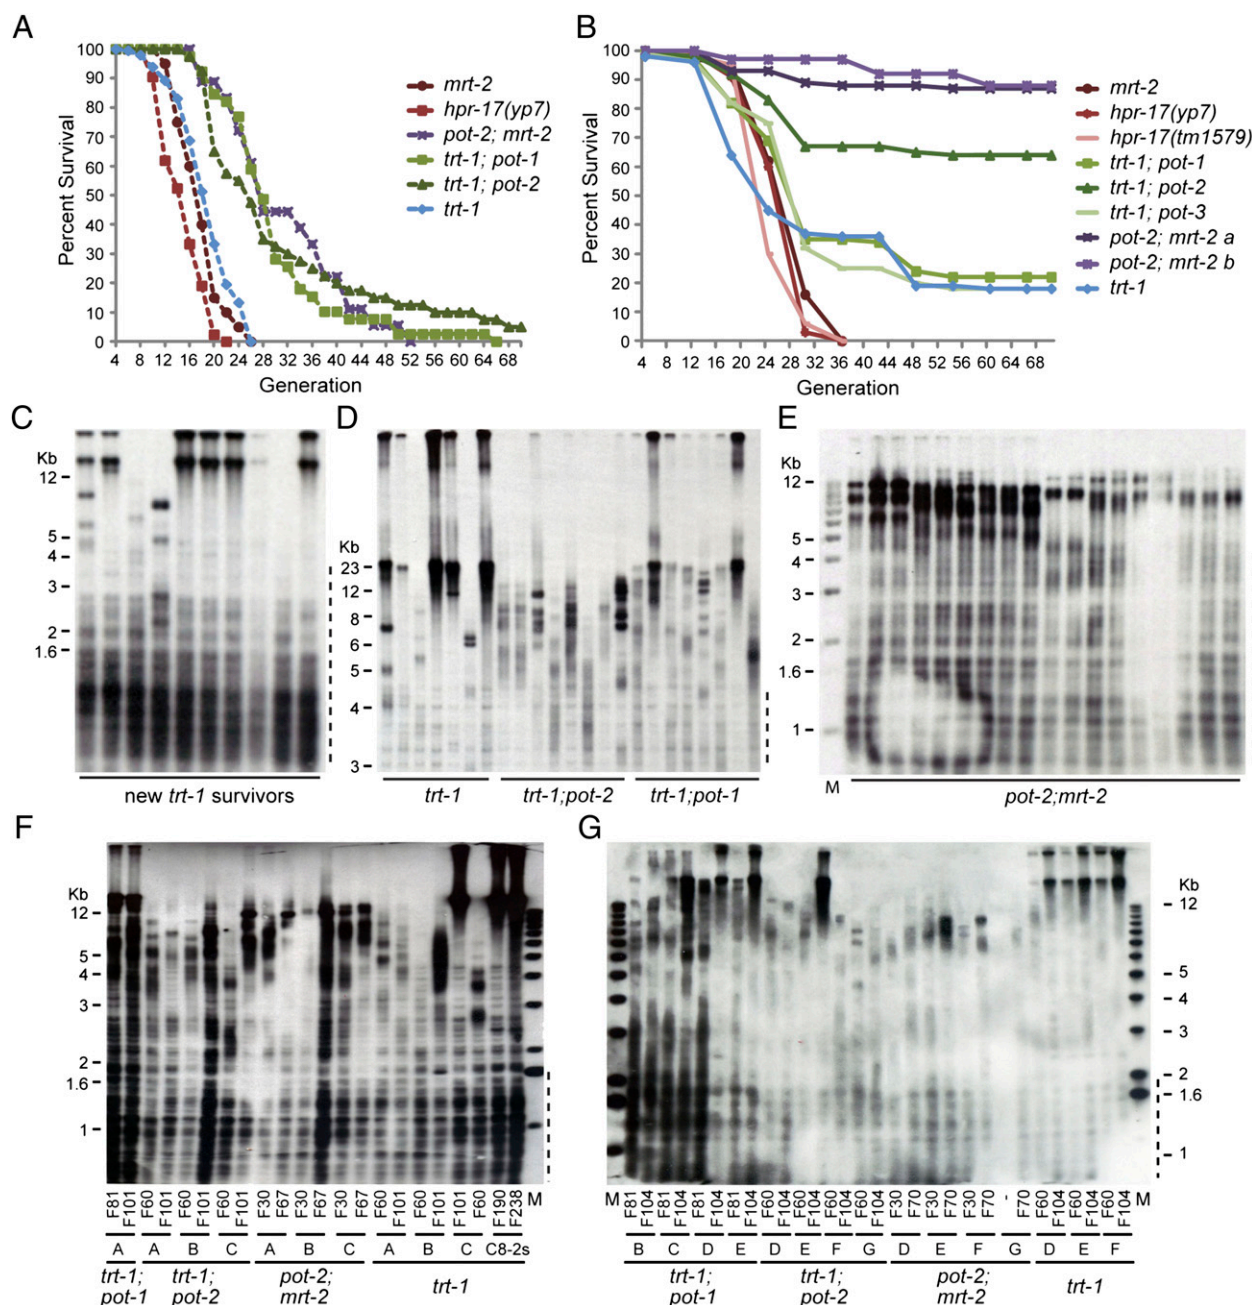 A
Percent Survival
100
90
80
70
60
50
40
30
20
10
0
4 8 12 16 20 24 28 32 36 40 44 48 52 56 60 64 68
Generation
mrt-2
hpr-17(yp7)
pot-2; mrt-2
trt-1; pot-1
trt-1; pot-2
trt-1
B
Percent Survival
100
90
80
70
60
50
40
30
20
10
0
4 8 12 16 20 24 28 32 36 40 44 48 52 56 60 64 68
Generation
mrt-2
hpr-17(yp7)
hpr-17(tm1579)
trt-1; pot-1
trt-1; pot-2
trt-1; pot-3
pot-2; mrt-2 a
pot-2; mrt-2 b
trt-1
C
Kb
12
5
4
3
2
1.6
new trt-1 survivors
D
Kb
23
12
8
6
5
4
3
trt-1 trt-1;pot-2 trt-1;pot-1
E
Kb
12
5
4
3
2
1.6
1
M pot-2;mrt-2
F
Kb
12
5
4
3
2
1.6
1
F81 F101 F60 F101 F60 F101 F60 F101 F30 F67 F30 F67 F30 F67 F60 F101 F60 F101 F101 F60 F190 F238 M
A A B C A B C A B C C8-2s
trt-1; pot-1
trt-1; pot-2
pot-2; mrt-2
trt-1
G
Kb
12
5
4
3
2
1.6
1
M F81 F104 F81 F104 F81 F104 F81 F104 F60 F104 F60 F104 F60 F104 F60 F104 F30 F70 F30 F70 F30 F70 - F70 F60 F104 F60 F104 F60 F104 M
B C D E D E F G D E F G D E F
trt-1; pot-1
trt-1; pot-2
pot-2; mrt-2
trt-1